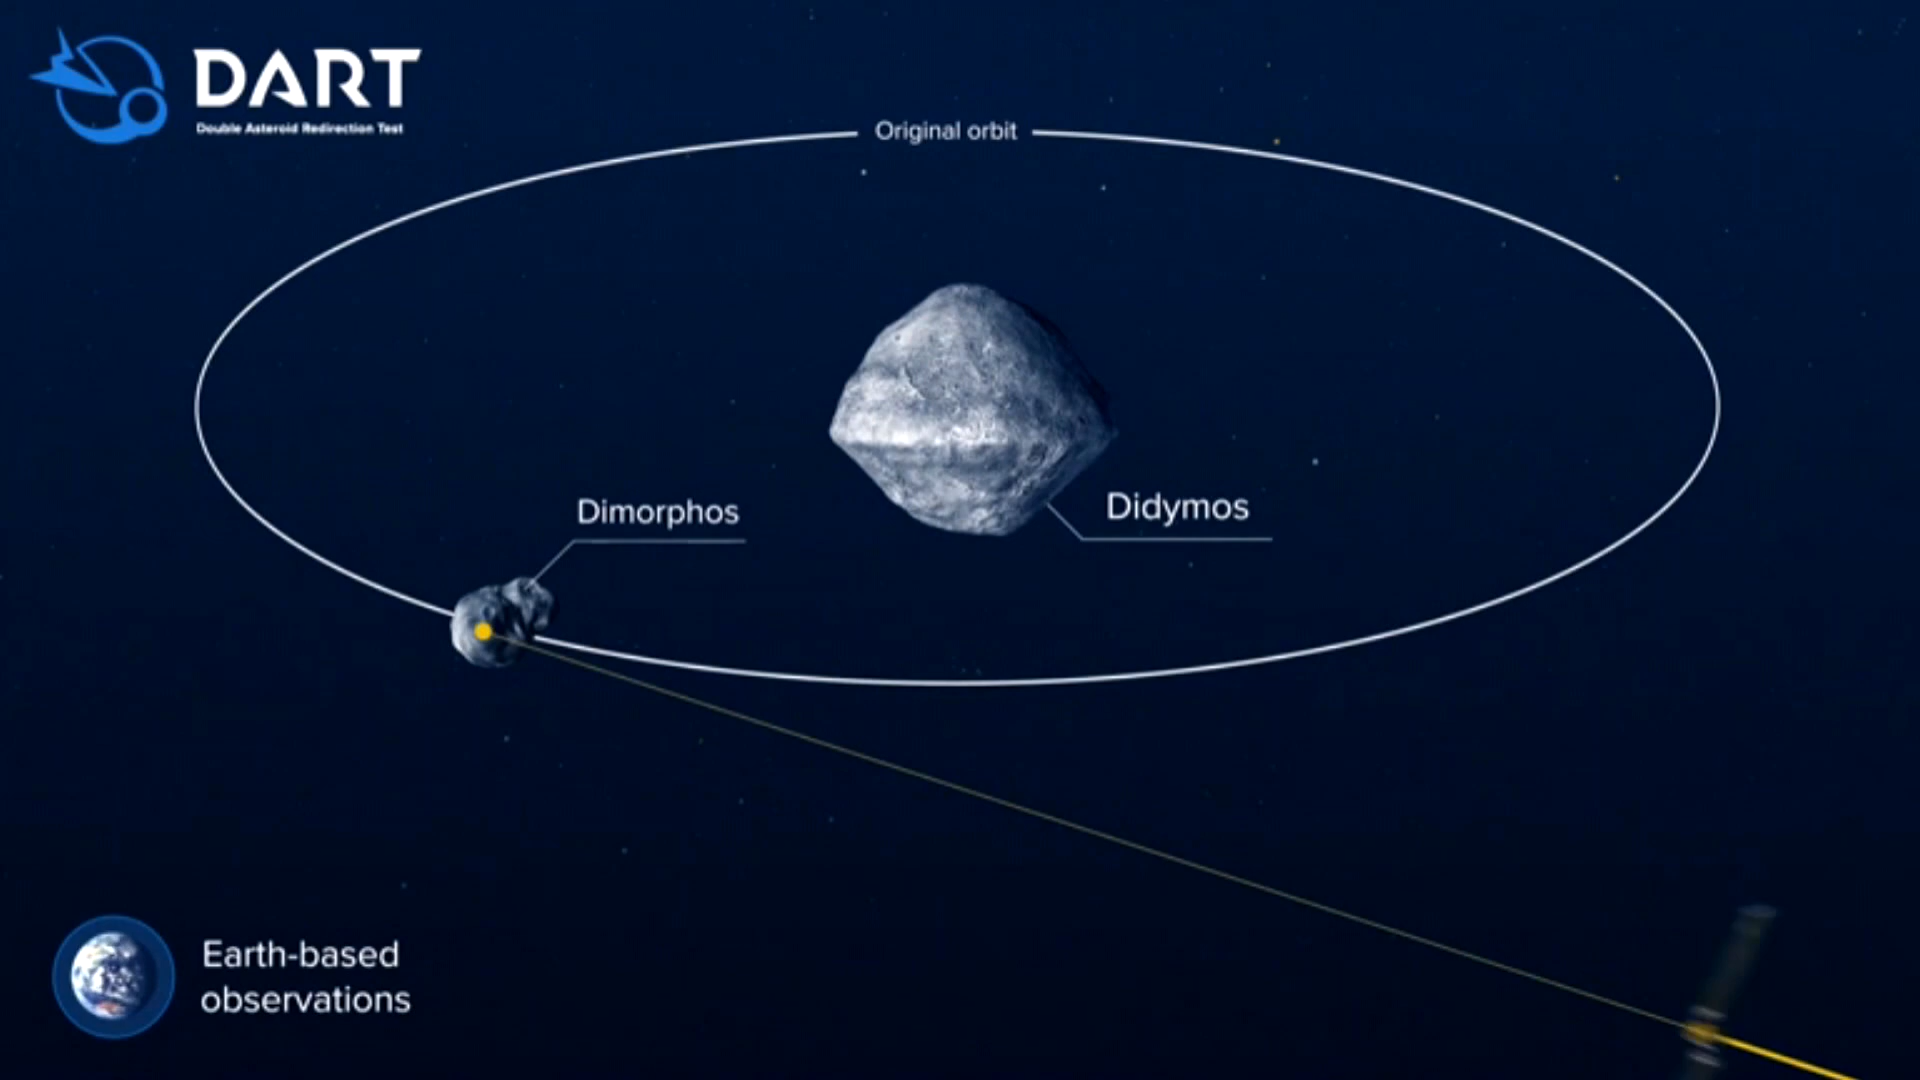 DART
Double Asteroid Redirection Test
Original orbit
Dimorphos
Didymos
Earth-based
observations